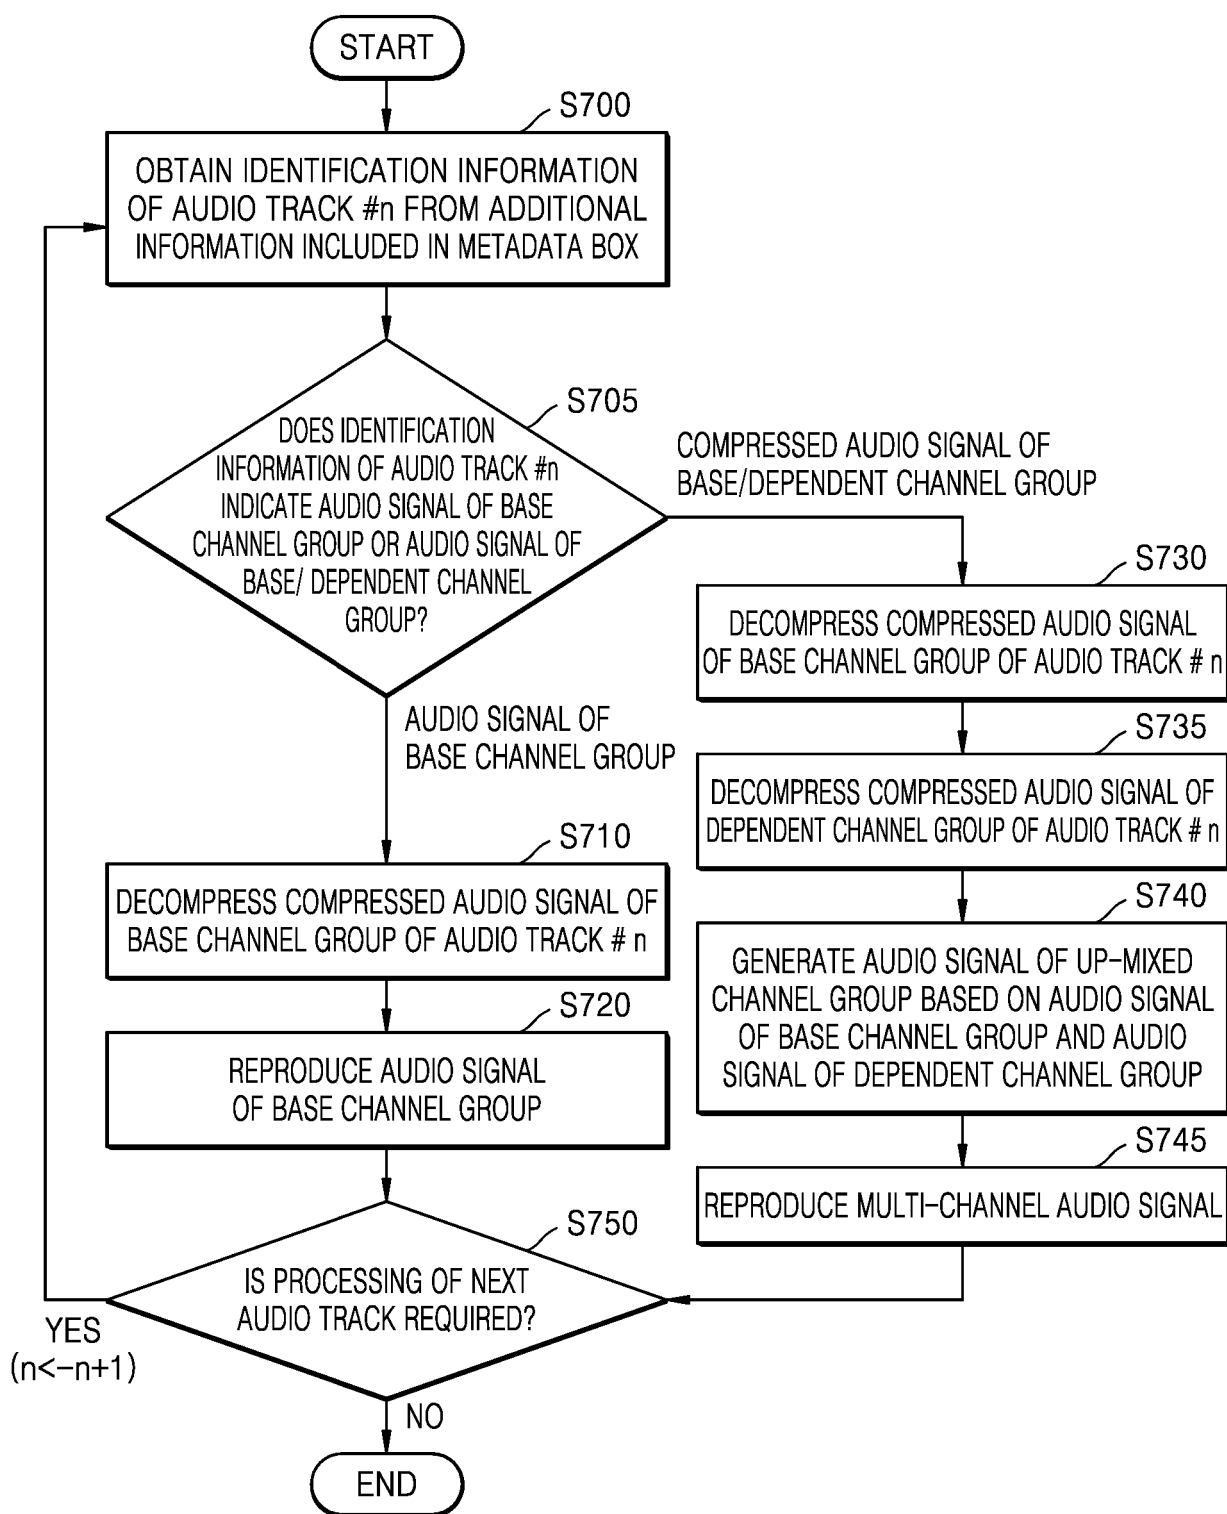 START
S700
OBTAIN IDENTIFICATION INFORMATION
OF AUDIO TRACK #n FROM ADDITIONAL
INFORMATION INCLUDED IN METADATA BOX
S705
DOES IDENTIFICATION
INFORMATION OF AUDIO TRACK #n
INDICATE AUDIO SIGNAL OF BASE
CHANNEL GROUP OR AUDIO SIGNAL OF
BASE/ DEPENDENT CHANNEL
GROUP?
COMPRESSED AUDIO SIGNAL OF
BASE/DEPENDENT CHANNEL GROUP
AUDIO SIGNAL OF
BASE CHANNEL GROUP
S710
DECOMPRESS COMPRESSED AUDIO SIGNAL OF
BASE CHANNEL GROUP OF AUDIO TRACK # n
S720
REPRODUCE AUDIO SIGNAL
OF BASE CHANNEL GROUP
S730
DECOMPRESS COMPRESSED AUDIO SIGNAL
OF BASE CHANNEL GROUP OF AUDIO TRACK # n
S735
DECOMPRESS COMPRESSED AUDIO SIGNAL OF
DEPENDENT CHANNEL GROUP OF AUDIO TRACK # n
S740
GENERATE AUDIO SIGNAL OF UP-MIXED
CHANNEL GROUP BASED ON AUDIO SIGNAL
OF BASE CHANNEL GROUP AND AUDIO
SIGNAL OF DEPENDENT CHANNEL GROUP
S745
REPRODUCE MULTI-CHANNEL AUDIO SIGNAL
S750
IS PROCESSING OF NEXT
AUDIO TRACK REQUIRED?
YES
(n<-n+1)
NO
END